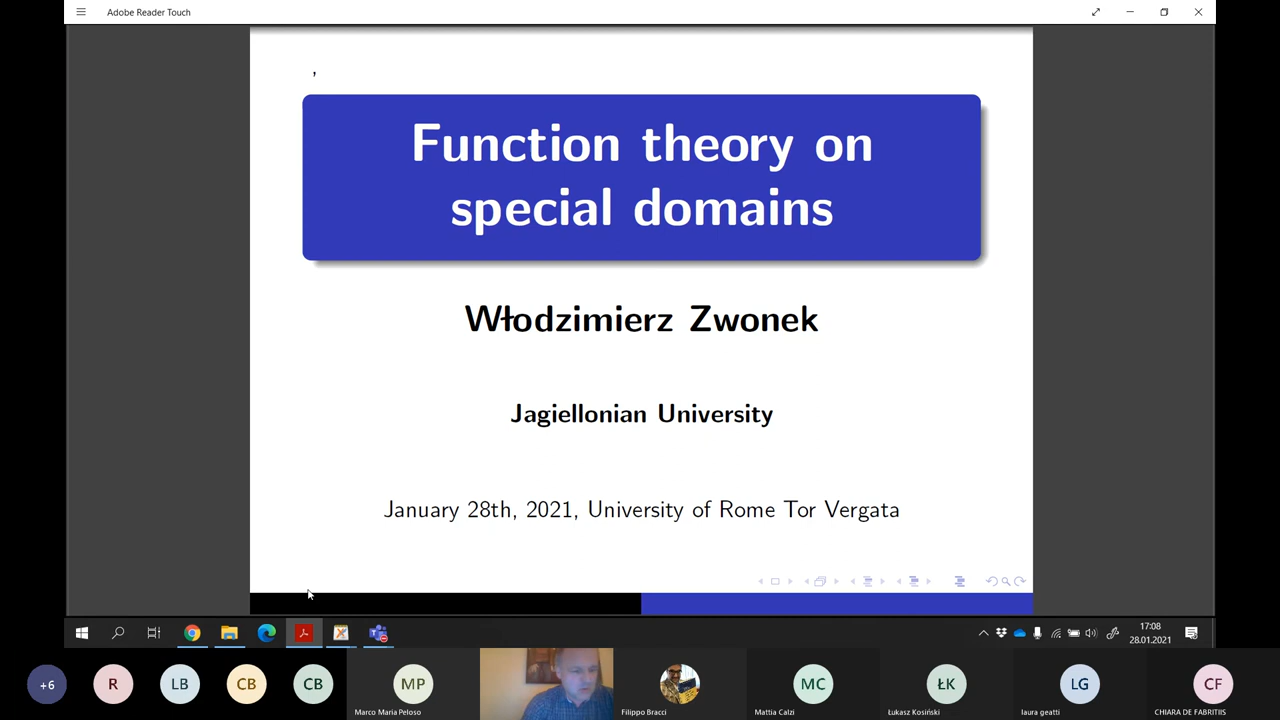 Adobe Reader Touch
,
Function theory on
special domains
Włodzimierz Zwonek
Jagiellonian University
January 28th, 2021, University of Rome Tor Vergata
17:08
28.01.2021
+6
R
LB
CB
CB
MP
MC
ŁK
LG
CF
Marco Maria Peloso
Filippo Bracci
Mattia Calzi
Łukasz Kosiński
laura geatti
CHIARA DE FABRITIIS